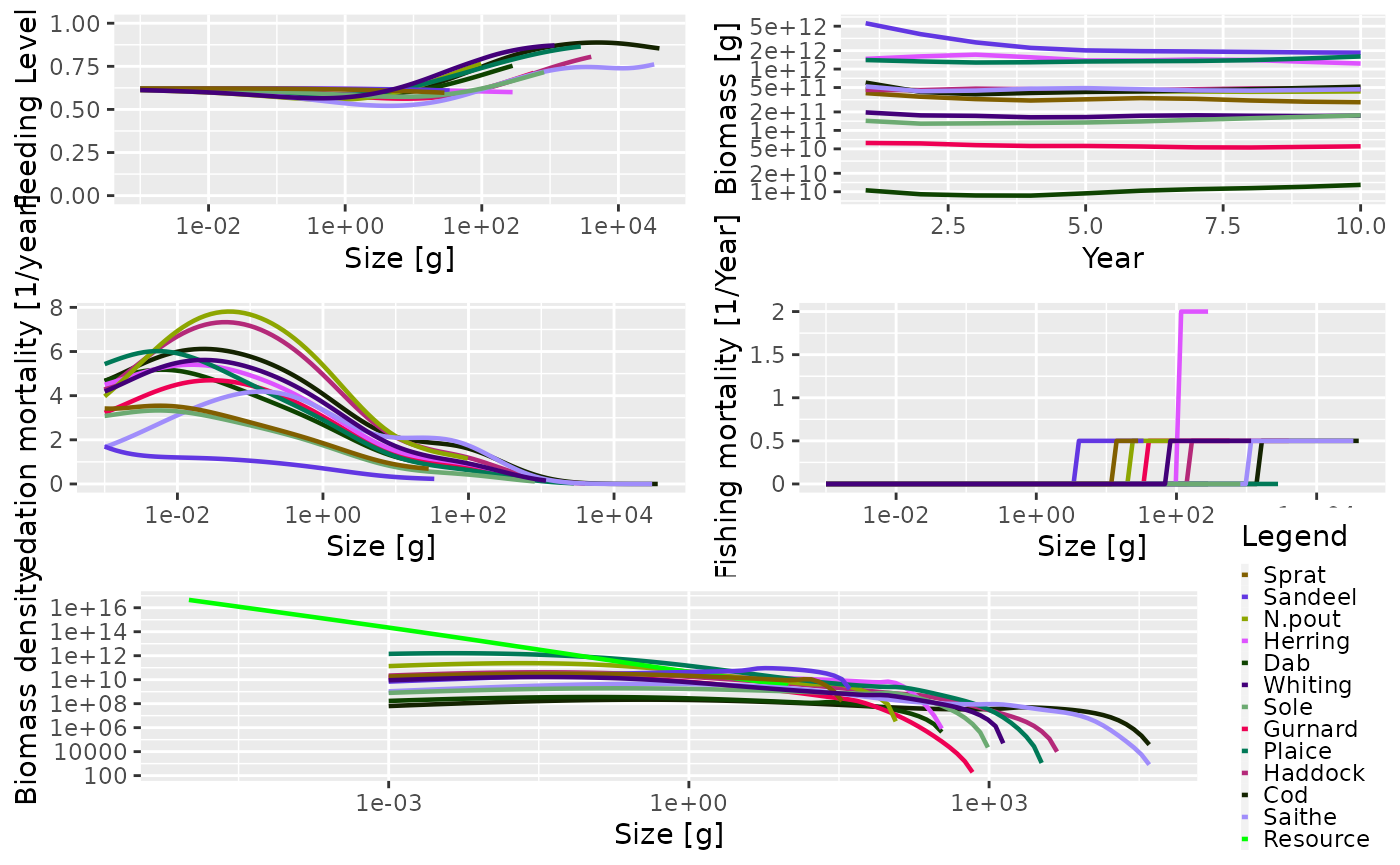 Feeding Level
1.00
0.75
0.50
0.25
0.00
1e-02 1e+00 1e+02 1e+04
Size [g]
Biomass [g]
5e+12
2e+12
1e+12
5e+11
2e+11
1e+11
5e+10
2e+10
1e+10
2.5 5.0 7.5 10.0
Year
edation mortality [1/year]
8
6
4
2
0
1e-02 1e+00 1e+02 1e+04
Size [g]
Fishing mortality [1/Year]
2
1.5
1
0.5
0
1e-02 1e+00 1e+02
Size [g]
Biomass density
1e+16
1e+14
1e+12
1e+10
1e+08
1e+06
10000
100
1e-03 1e+00 1e+03
Size [g]
Legend
Sprat
Sandeel
N.pout
Herring
Dab
Whiting
Sole
Gurnard
Plaice
Haddock
Cod
Saithe
Resource